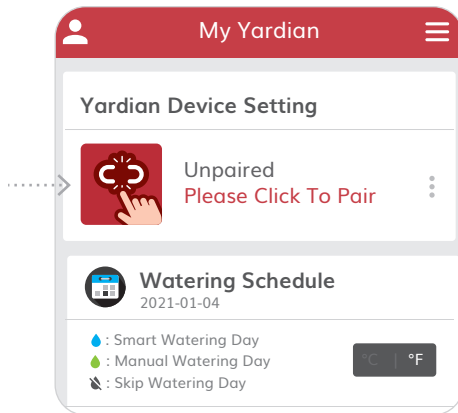 My Yardian
Yardian Device Setting
Unpaired
Please Click To Pair
Watering Schedule
2021-01-04
: Smart Watering Day
: Manual Watering Day
: Skip Watering Day
°C | °F